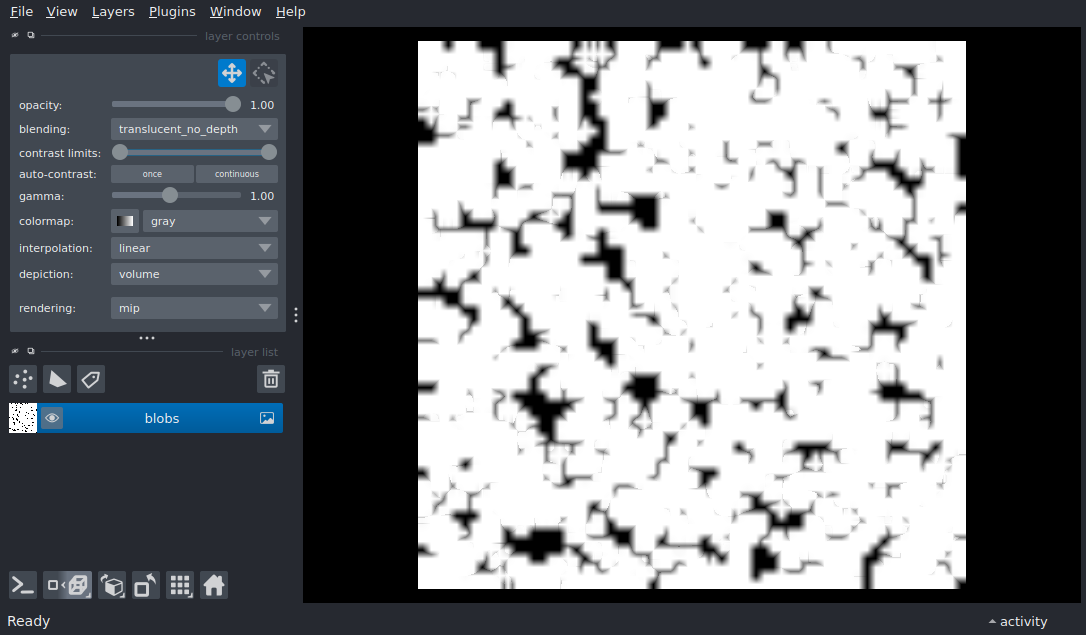 File View Layers Plugins Window Help
layer controls
opacity: 1.00
blending: translucent_no_depth
contrast limits:
auto-contrast: once continuous
gamma: 1.00
colormap: gray
interpolation: linear
depiction: volume
rendering: mip
layer list
blobs
Ready activity